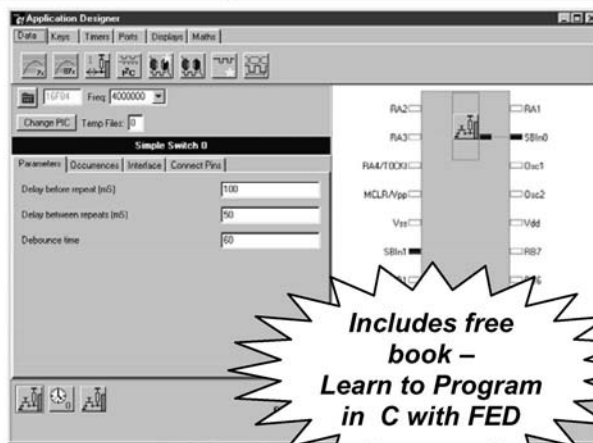 Application Designer
Data Keys Timers Ports Displays Maths
16F84 Freq 4000000
Change PIC Temp Files: 0
Simple Switch 0
Parameters Occurrences Interface Connect Pins
Delay before repeat (mS) 100
Delay between repeats (mS) 50
Debounce time 60
RA2 RA1
RA3 SBIn0
RA4/T0CKI Osc1
MCLR/Vpp Osc2
Vss Vdd
SBIn1 RB7
Includes free
book –
Learn to Program
in C with FED